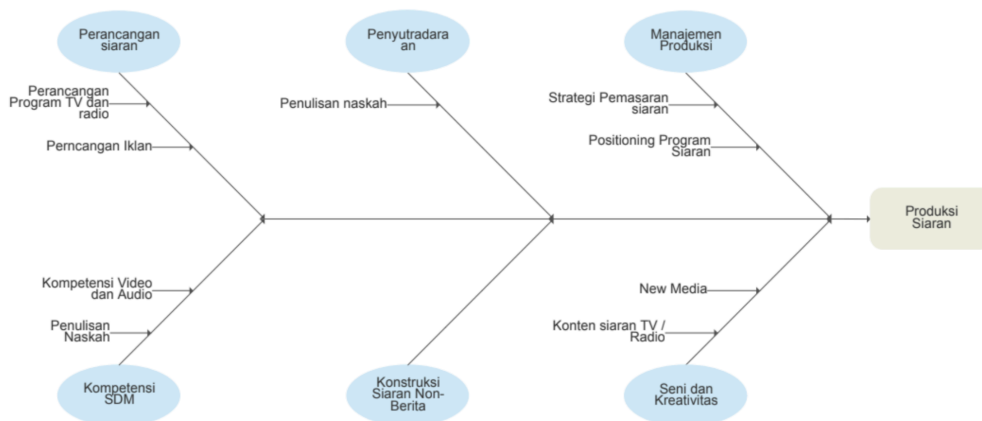 Perancangan
siaran
Penyutradara
an
Manajemen
Produksi
Perancangan
Program TV dan
radio
Perncangan Iklan
Penulisan naskah
Strategi Pemasaran
siaran
Positioning Program
Siaran
Produksi
Siaran
Kompetensi Video
dan Audio
Penulisan
Naskah
New Media
Konten siaran TV /
Radio
Kompetensi
SDM
Konstruksi
Siaran Non-
Berita
Seni dan
Kreativitas